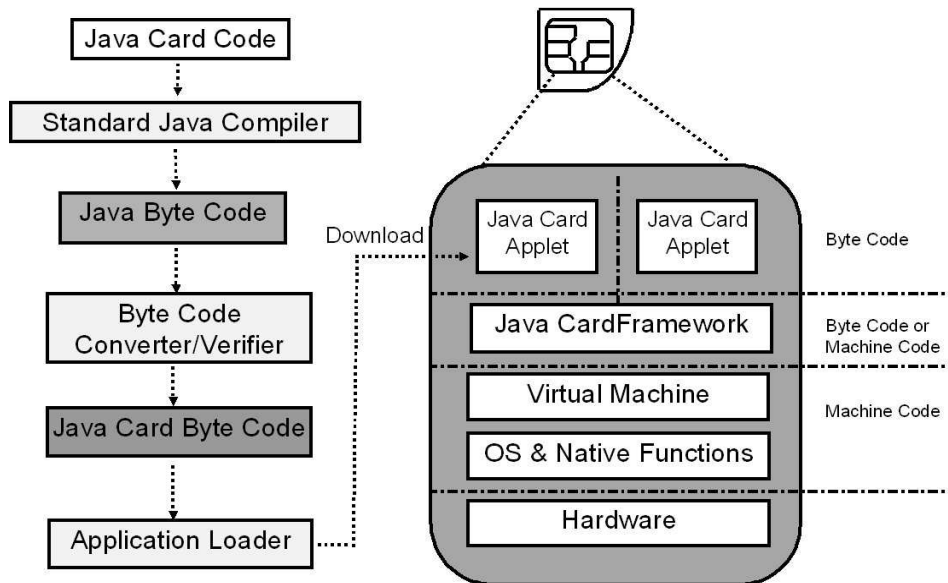 Java Card Code
Standard Java Compiler
Java Byte Code
Byte Code
Converter/Verifier
Java Card Byte Code
Application Loader
Download
Java Card
Applet
Java Card
Applet
Byte Code
Java CardFramework
Byte Code or
Machine Code
Virtual Machine
Machine Code
OS & Native Functions
Hardware